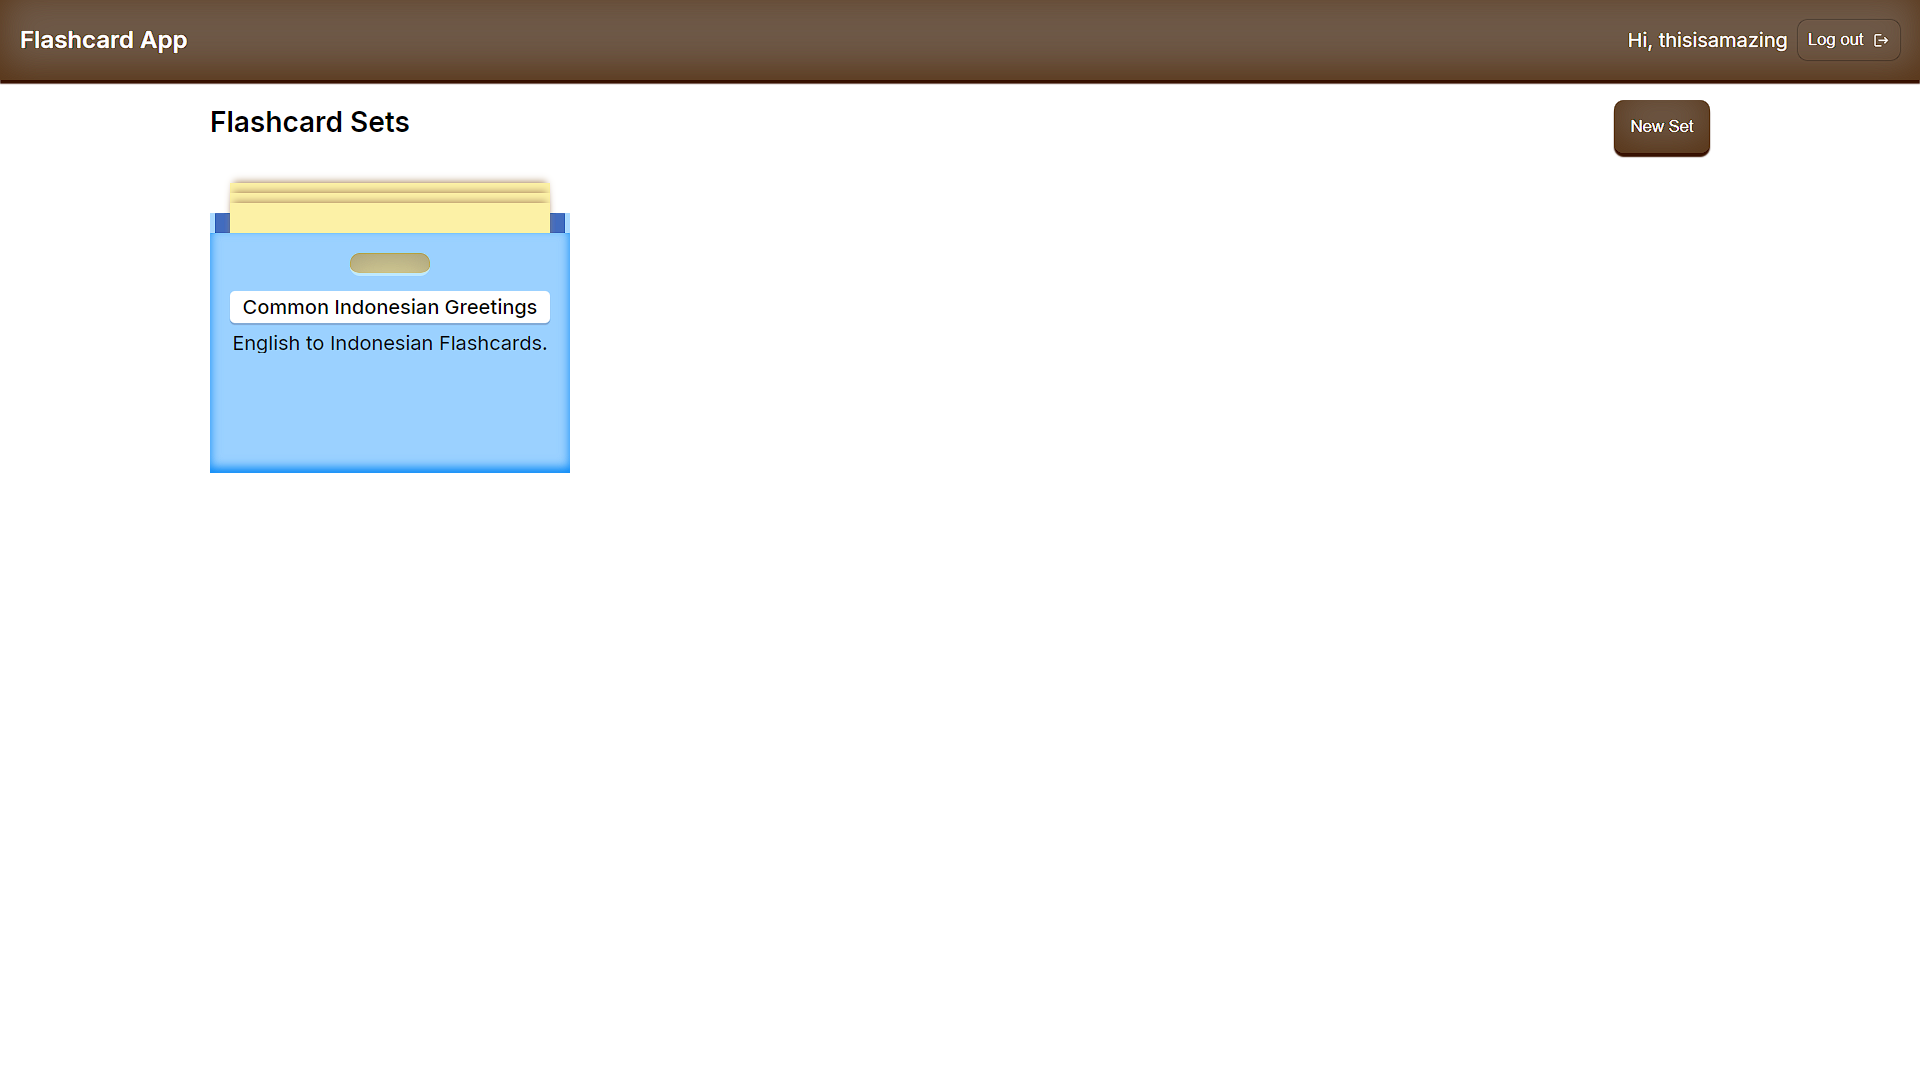 Flashcard App
Hi, thisisamazing
Log out
Flashcard Sets
New Set
Common Indonesian Greetings
English to Indonesian Flashcards.